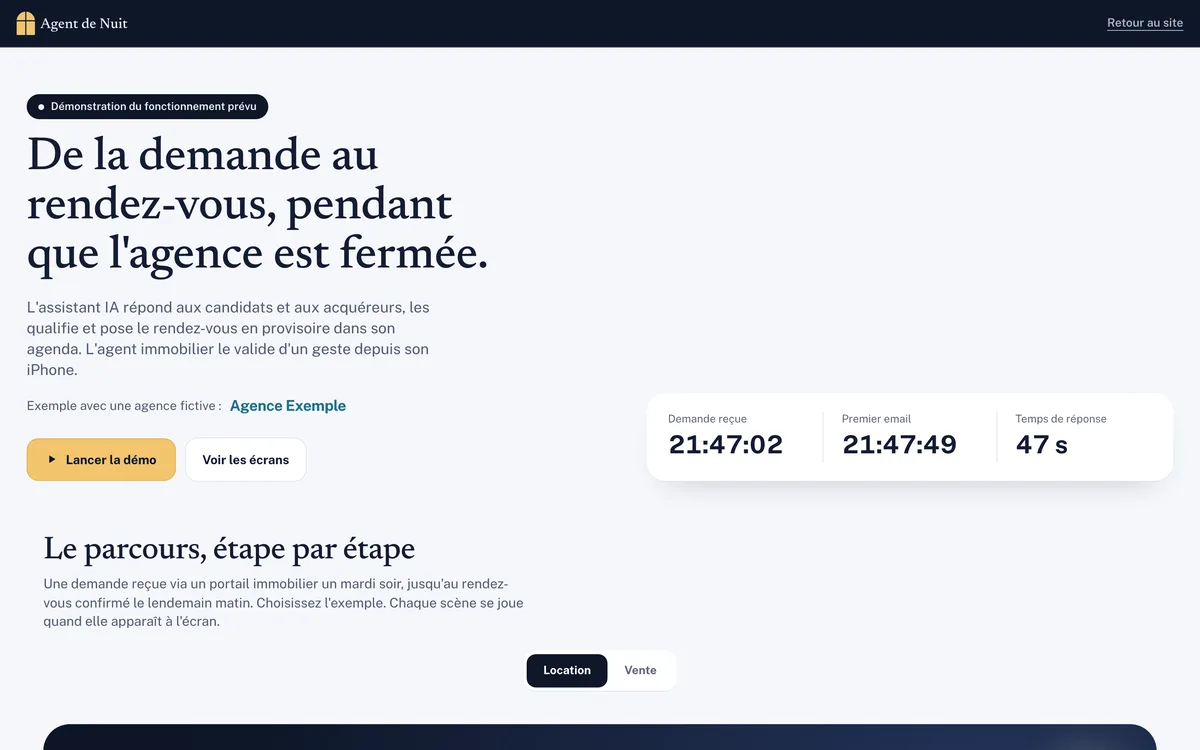 Agent de Nuit
Retour au site
Démonstration du fonctionnement prévu
De la demande au
rendez-vous, pendant
que l'agence est fermée.
L'assistant IA répond aux candidats et aux acquéreurs, les
qualifie et pose le rendez-vous en provisoire dans son
agenda. L'agent immobilier le valide d'un geste depuis son
iPhone.
Exemple avec une agence fictive : Agence Exemple
Lancer la démo
Voir les écrans
Demande reçue
21:47:02
Premier email
21:47:49
Temps de réponse
47 s
Le parcours, étape par étape
Une demande reçue via un portail immobilier un mardi soir, jusqu'au rendez-
vous confirmé le lendemain matin. Choisissez l'exemple. Chaque scène se joue
quand elle apparaît à l'écran.
Location
Vente